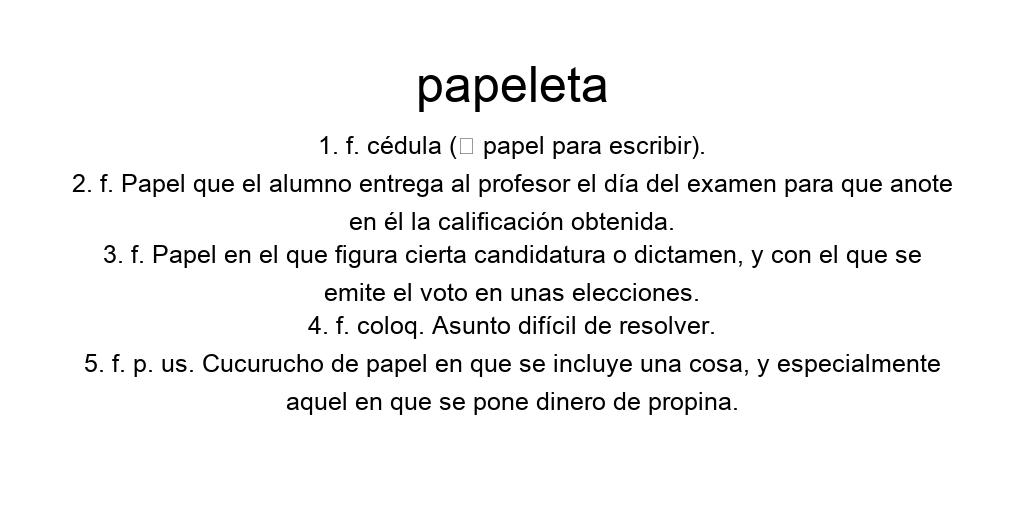 papeleta
1. f. cédula (□ papel para escribir).
2. f. Papel que el alumno entrega al profesor el día del examen para que anote
en él la calificación obtenida.
3. f. Papel en el que figura cierta candidatura o dictamen, y con el que se
emite el voto en unas elecciones.
4. f. coloq. Asunto difícil de resolver.
5. f. p. us. Cucurucho de papel en que se incluye una cosa, y especialmente
aquel en que se pone dinero de propina.